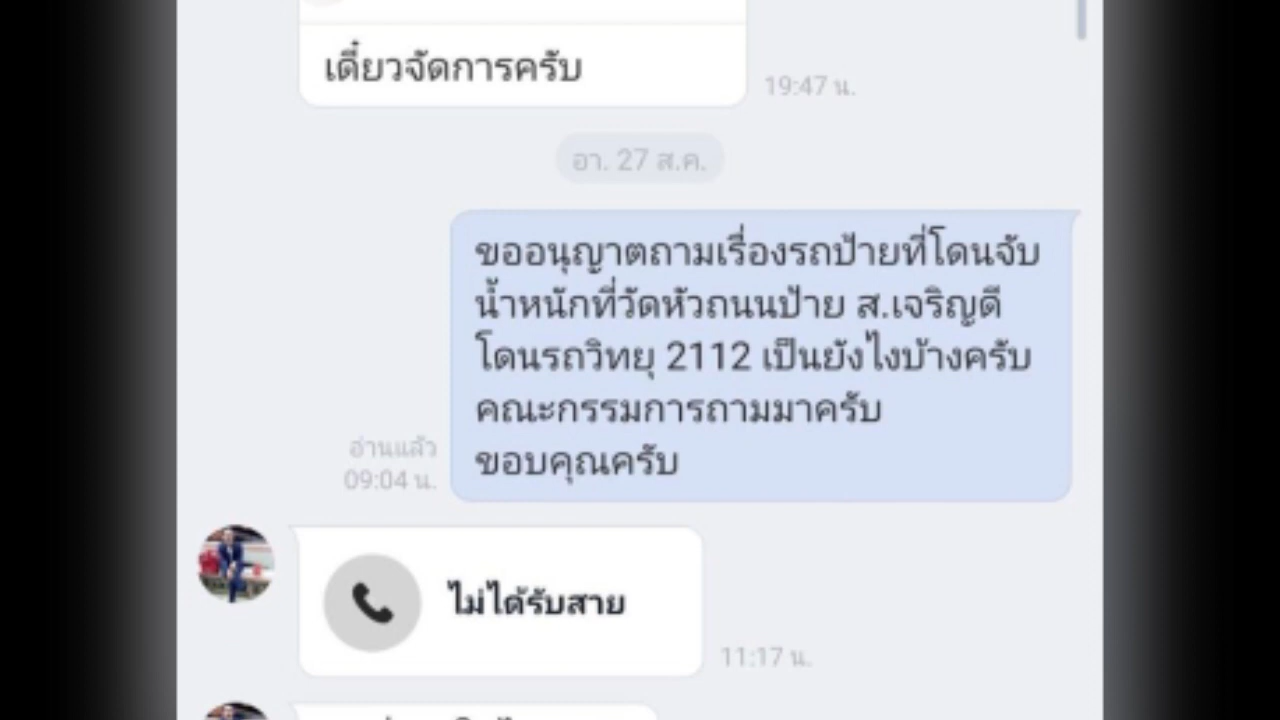 เดี๋ยวจัดการครับ
19:47 น.
อา. 27 ส.ค.
ขออนุญาตถามเรื่องรถป้ายที่โดนจับ
น้ำหนักที่วัดหัวถนนป้าย ส.เจริญดี
โดนรถวิทยุ 2112 เป็นยังไงบ้างครับ
คณะกรรมการถามมาครับ
ขอบคุณครับ
อ่านแล้ว
09:04 น.
ไม่ได้รับสาย
11:17 น.